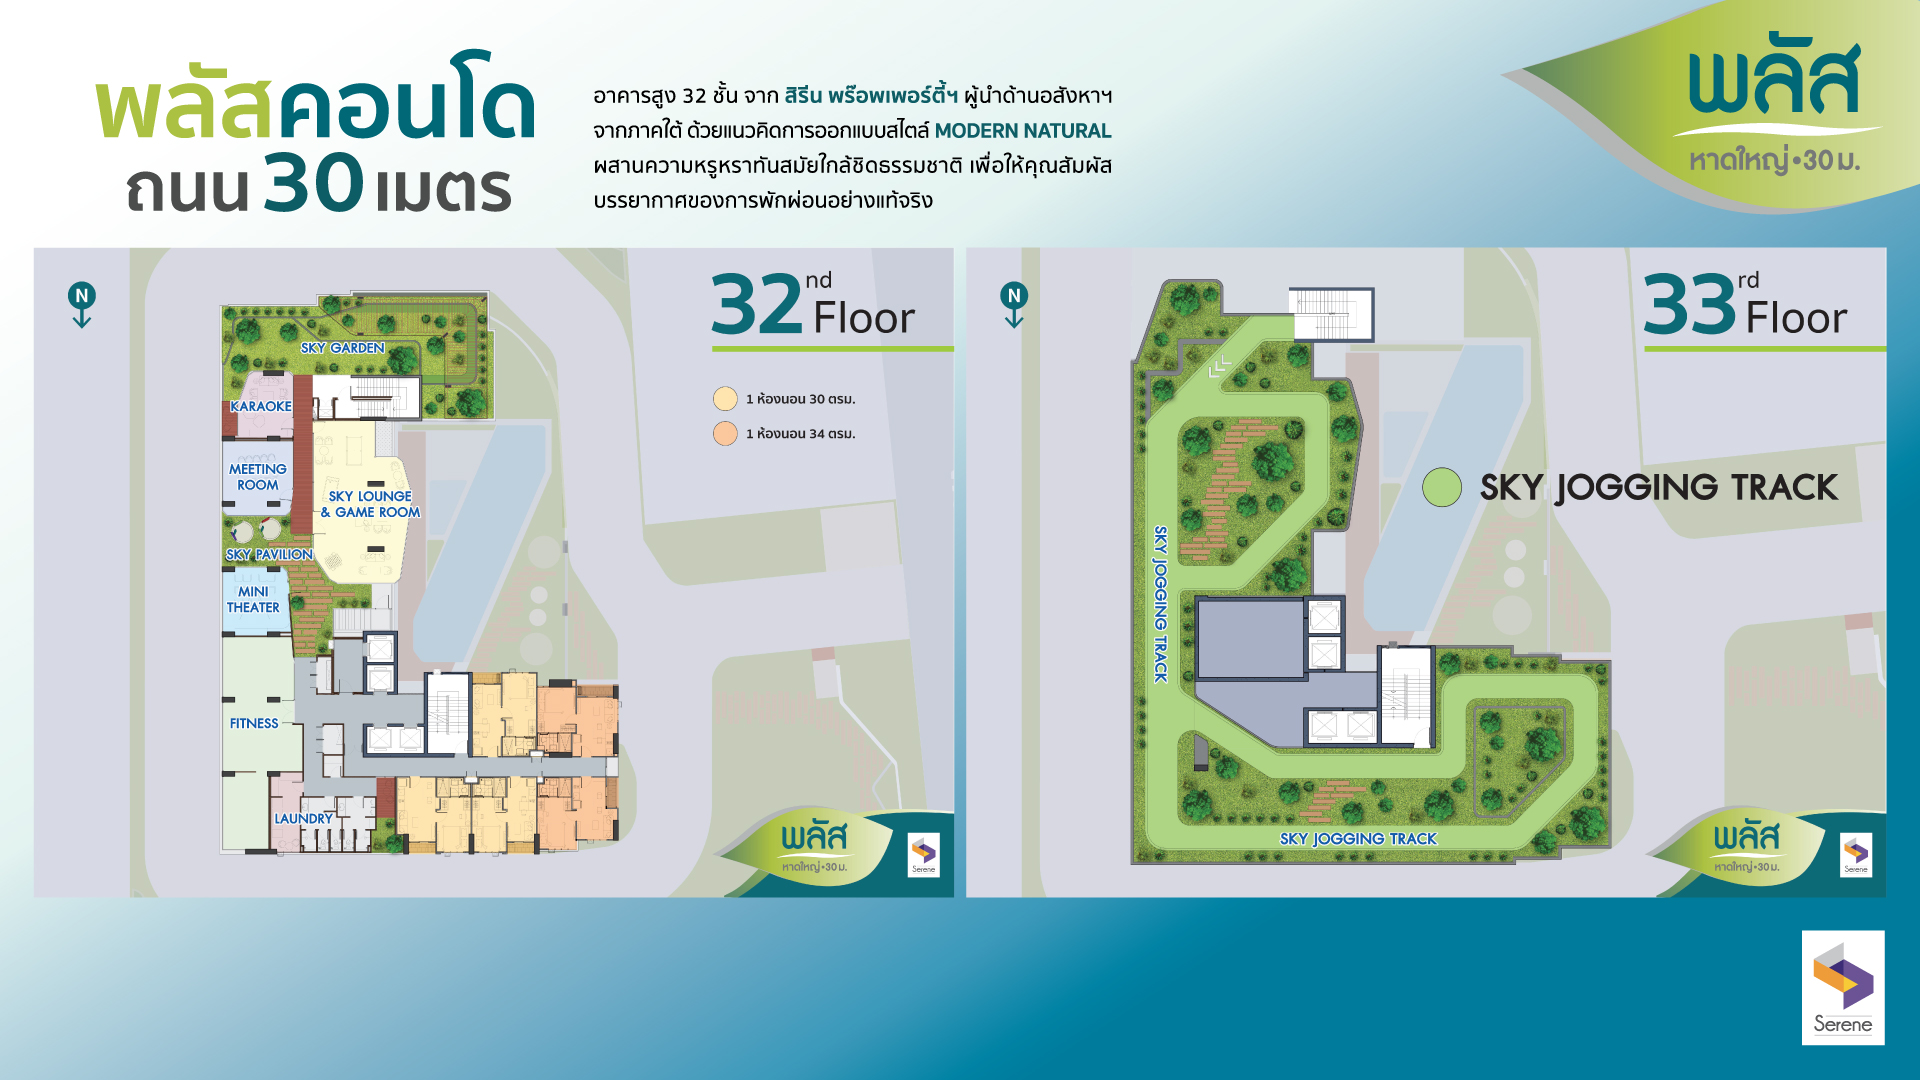 พลัสคอนโด
ถนน 30 เมตร
อาคารสูง 32 ชั้น จาก สิรีน พร๊อพเพอร์ตี้ฯ ผู้นำด้านอสังหาฯ
จากภาคใต้ ด้วยแนวคิดการออกแบบสไตล์ MODERN NATURAL
ผสานความหรูหราทันสมัยใกล้ชิดธรรมชาติ เพื่อให้คุณสัมผัส
บรรยากาศของการพักผ่อนอย่างแท้จริง
พลัส
หาดใหญ่•30 ม.
N
32nd Floor
1 ห้องนอน 30 ตรม.
1 ห้องนอน 34 ตรม.
SKY GARDEN
KARAOKE
MEETING
ROOM
SKY LOUNGE
& GAME ROOM
SKY PAVILION
MINI
THEATER
FITNESS
LAUNDRY
พลัส
หาดใหญ่•30 ม.
Serene
N
33rd Floor
SKY JOGGING TRACK
SKY JOGGING TRACK
SKY JOGGING TRACK
พลัส
หาดใหญ่•30 ม.
Serene
Serene